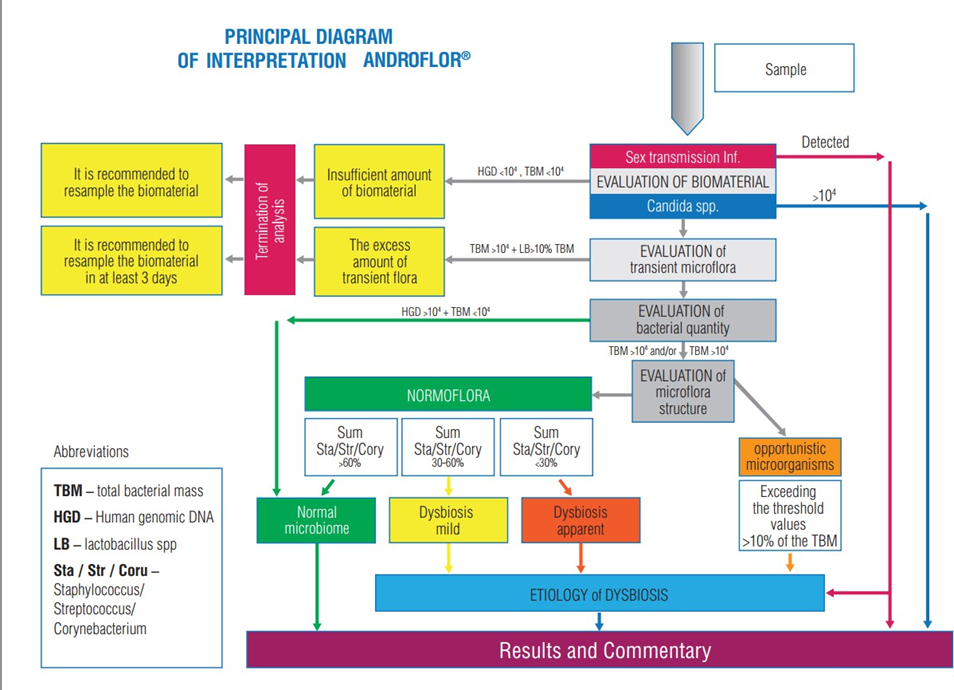 PRINCIPAL DIAGRAM
OF INTERPRETATION ANDROFLOR®
Sample
Detected
Sex transmission Inf.
EVALUATION OF BIOMATERIAL
Candida spp.
>10⁴
HGD <10⁴ , TBM <10⁴
Insufficient amount
of biomaterial
Termination of
analysis
It is recommended to
resample the biomaterial
EVALUATION of
transient microflora
TBM >10⁴ + LB>10% TBM
The excess
amount of
transient flora
It is recommended to
resample the biomaterial
in at least 3 days
EVALUATION of
bacterial quantity
HGD >10⁴ + TBM <10⁴
TBM >10⁴ and/or TBM >10⁴
EVALUATION of
microflora
structure
NORMOFLORA
Sum
Sta/Str/Cory
>60%
Sum
Sta/Str/Cory
30-60%
Sum
Sta/Str/Cory
<30%
opportunistic
microorganisms
Exceeding
the threshold
values
>10% of the TBM
Normal
microbiome
Dysbiosis
mild
Dysbiosis
apparent
ETIOLOGY of DYSBIOSIS
Results and Commentary
Abbreviations
TBM – total bacterial mass
HGD – Human genomic DNA
LB – lactobacillus spp
Sta / Str / Coru –
Staphylococcus/
Streptococcus/
Corynebacterium